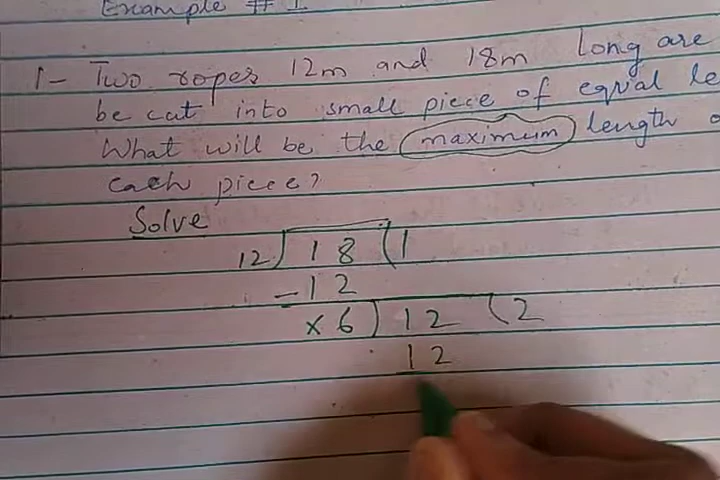 Example # 1
1- Two ropes 12m and 18m long are
be cut into small piece of equal le
What will be the maximum length o
each piece?
Solve
12) 18 (1
-12
x 6) 12 (2
12